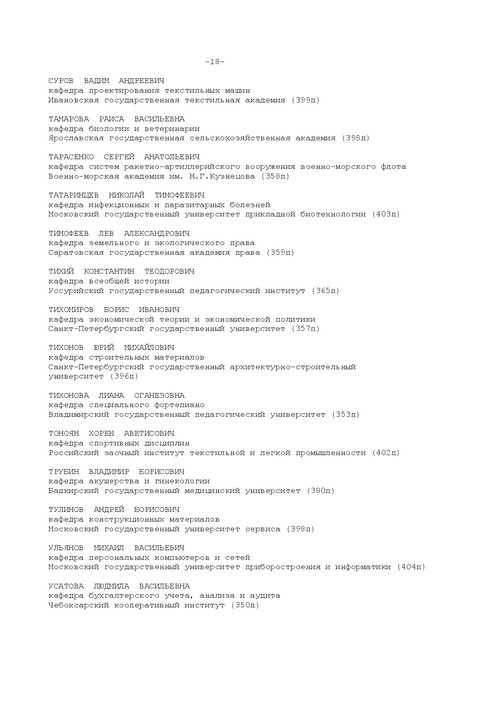 -18-
СУРОВ ВАДИМ АНДРЕЕВИЧ
кафедра проектирования текстильных машин
Ивановская государственная текстильная академия (399п)
ТАМАРОВА РАИСА ВАСИЛЬЕВНА
кафедра биологии и ветеринарии
Ярославская государственная сельскохозяйственная академия (398п)
ТАРАСЕНКО СЕРГЕЙ АНАТОЛЬЕВИЧ
кафедра систем ракетно-артиллерийского вооружения военно-морского флота
Военно-морская академия им. Н.Г.Кузнецова (358п)
ТАТАРИНЦЕВ НИКОЛАЙ ТИМОФЕЕВИЧ
кафедра инфекционных и паразитарных болезней
Московский государственный университет прикладной биотехнологии (403п)
ТИМОФЕЕВ ЛЕВ АЛЕКСАНДРОВИЧ
кафедра земельного и экологического права
Саратовская государственная академия права (359п)
ТИХИЙ КОНСТАНТИН ТЕОДОРОВИЧ
кафедра всеобщей истории
Уссурийский государственный педагогический институт (365п)
ТИХОМИРОВ БОРИС ИВАНОВИЧ
кафедра экономической теории и экономической политики
Санкт-Петербургский государственный университет (357п)
ТИХОНОВ ЮРИЙ МИХАЙЛОВИЧ
кафедра строительных материалов
Санкт-Петербургский государственный архитектурно-строительный
университет (396п)
ТИХОНОВА ЛИАНА ОГАНЕЗОВНА
кафедра специального фортепиано
Владимирский государственный педагогический университет (353п)
ТОНОЯН ХОРЕН АВЕТИСОВИЧ
кафедра спортивных дисциплин
Российский заочный институт текстильной и легкой промышленности (402п)
ТРУБИН ВЛАДИМИР БОРИСОВИЧ
кафедра акушерства и гинекологии
Башкирский государственный медицинский университет (380п)
ТУЛИНОВ АНДРЕЙ БОРИСОВИЧ
кафедра конструкционных материалов
Московский государственный университет сервиса (398п)
УЛЬЯНОВ МИХАИЛ ВАСИЛЬЕВИЧ
кафедра персональных компьютеров и сетей
Московский государственный университет приборостроения и информатики (404п)
УСАТОВА ЛЮДМИЛА ВАСИЛЬЕВНА
кафедра бухгалтерского учета, анализа и аудита
Чебоксарский кооперативный институт (350п)